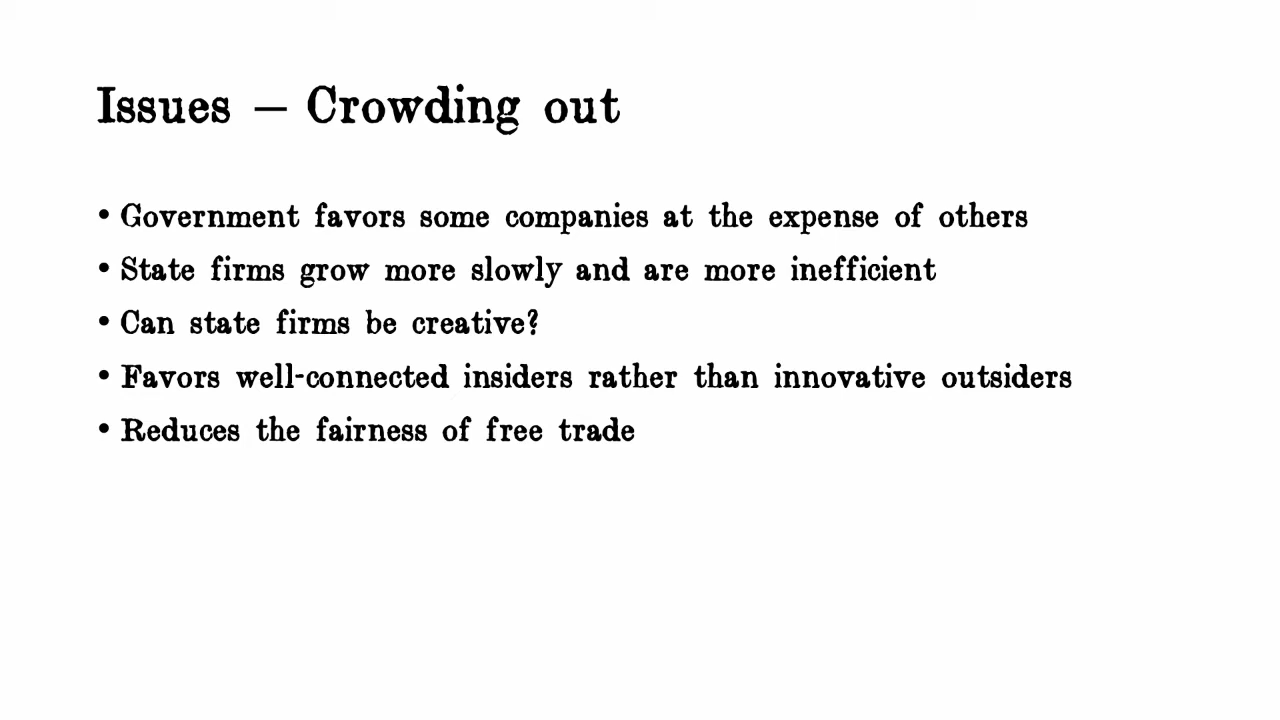 Issues – Crowding out
• Government favors some companies at the expense of others
• State firms grow more slowly and are more inefficient
• Can state firms be creative?
• Favors well-connected insiders rather than innovative outsiders
• Reduces the fairness of free trade